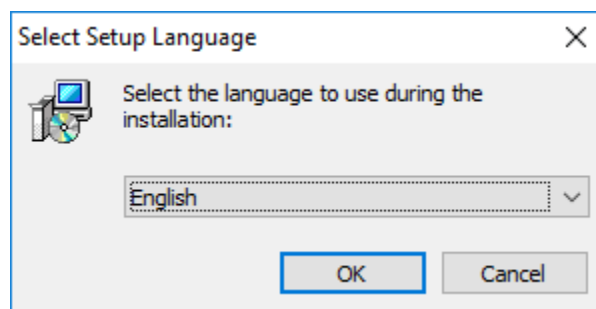 Select Setup Language
Select the language to use during the
installation:
English
OK Cancel